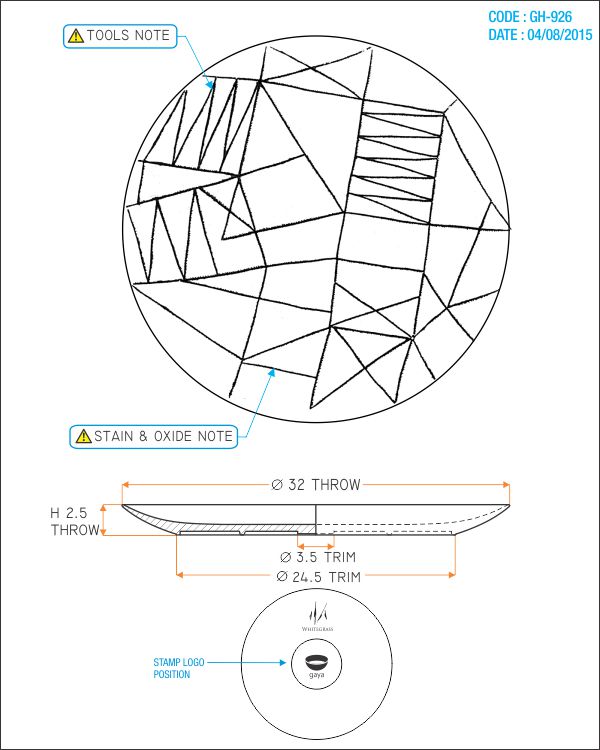 CODE : GH-926
DATE : 04/08/2015
TOOLS NOTE
STAIN & OXIDE NOTE
Ø 32 THROW
H 2.5
THROW
Ø 3.5 TRIM
Ø 24.5 TRIM
WHITEGRASS
STAMP LOGO
POSITION
gaya